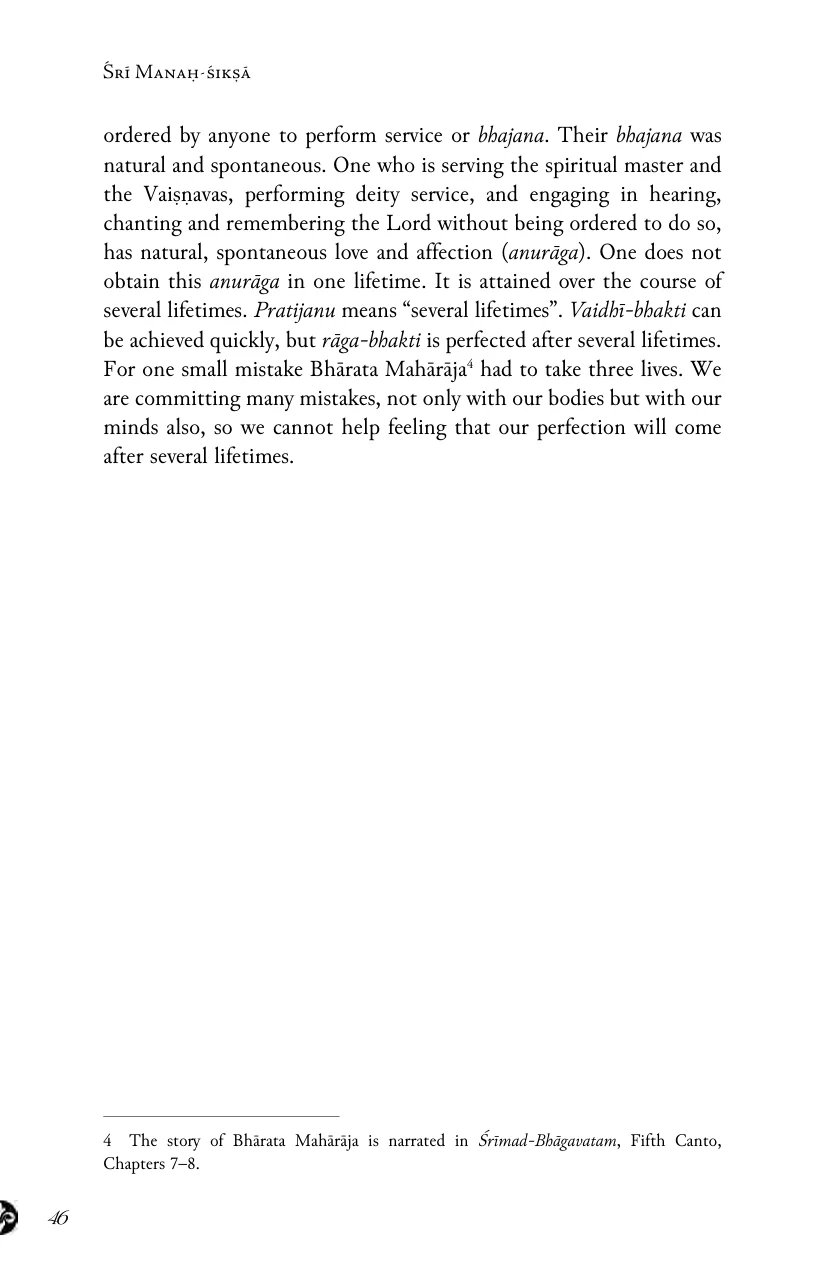 Śrī Manaḥ-śikṣā
ordered by anyone to perform service or bhajana. Their bhajana was
natural and spontaneous. One who is serving the spiritual master and
the Vaiṣṇavas, performing deity service, and engaging in hearing,
chanting and remembering the Lord without being ordered to do so,
has natural, spontaneous love and affection (anurāga). One does not
obtain this anurāga in one lifetime. It is attained over the course of
several lifetimes. Pratijanu means “several lifetimes”. Vaidhī-bhakti can
be achieved quickly, but rāga-bhakti is perfected after several lifetimes.
For one small mistake Bhārata Mahārāja4 had to take three lives. We
are committing many mistakes, not only with our bodies but with our
minds also, so we cannot help feeling that our perfection will come
after several lifetimes.
4 The story of Bhārata Mahārāja is narrated in Śrīmad-Bhāgavatam, Fifth Canto,
Chapters 7–8.
46